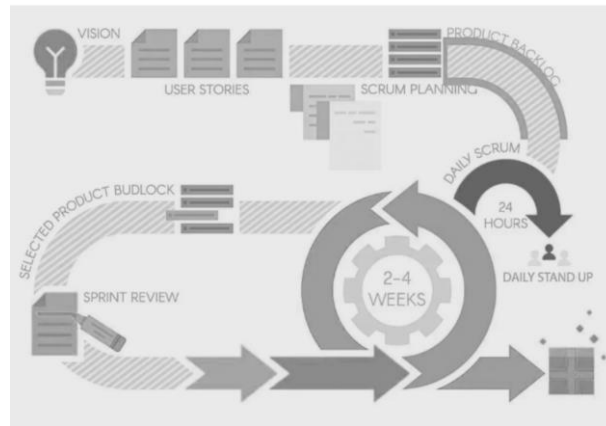 VISION
USER STORIES
SCRUM PLANNING
PRODUCT BACKLOG
DAILY SCRUM
24
HOURS
DAILY STAND UP
SELECTED PRODUCT BUDLOCK
2-4
WEEKS
SPRINT REVIEW